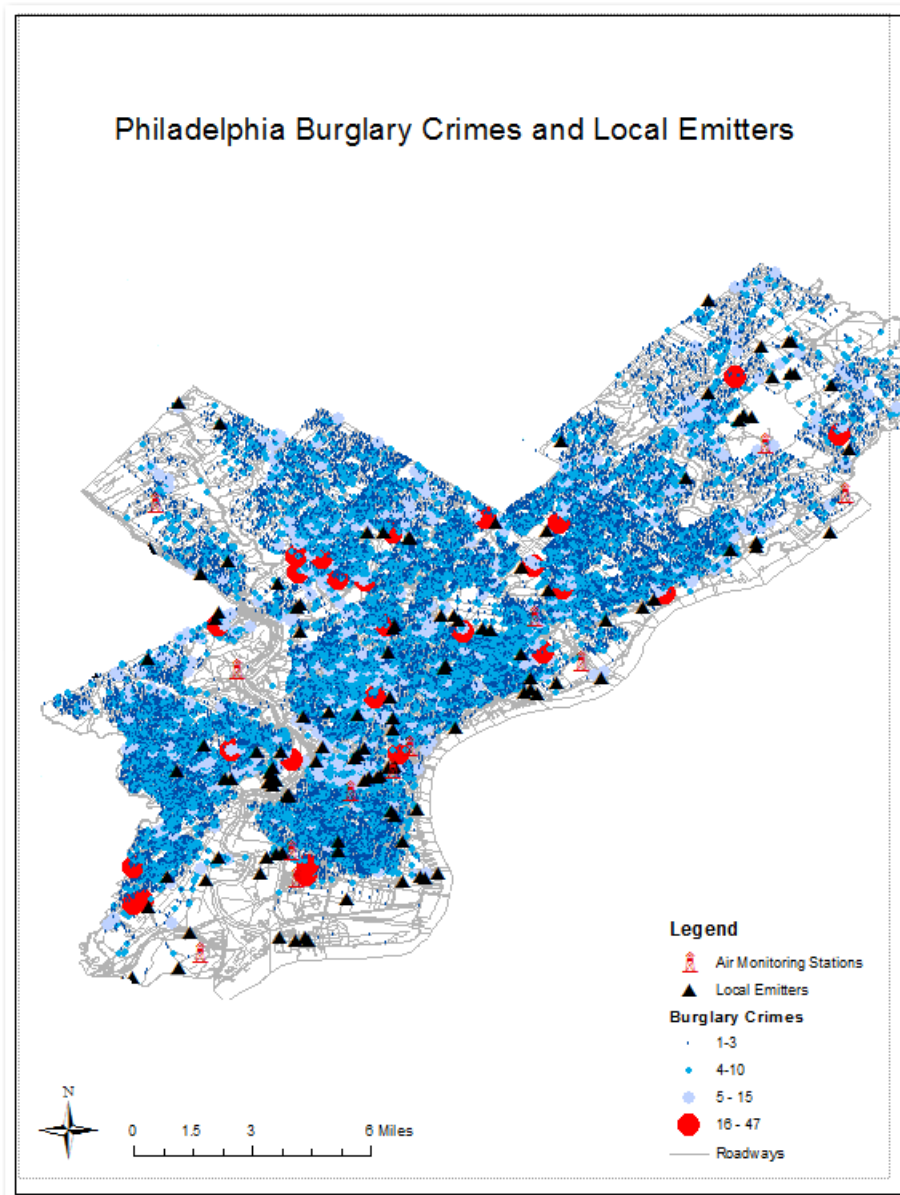 Philadelphia Burglary Crimes and Local Emitters
Legend
Air Monitoring Stations
Local Emitters
Burglary Crimes
1-3
4-10
5 - 15
16 - 47
Roadways
N
0 1.5 3 6 Miles